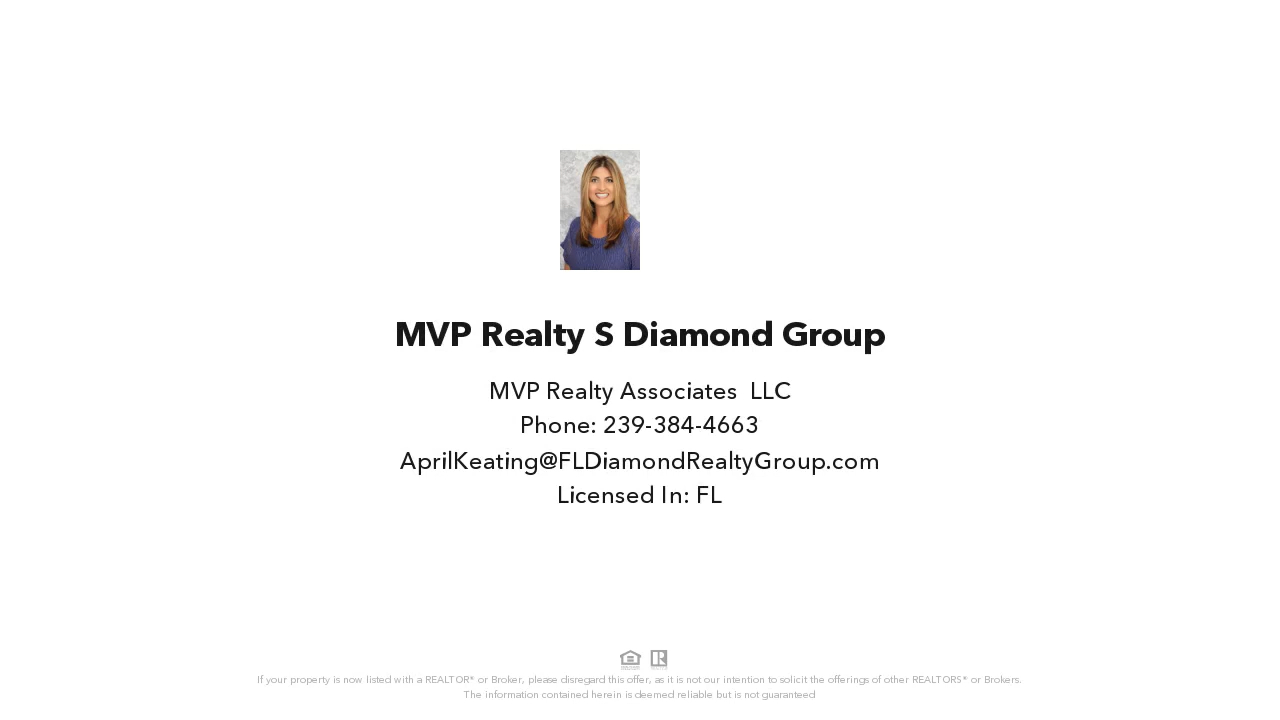 MVP Realty S Diamond Group
MVP Realty Associates  LLC
Phone: 239-384-4663
AprilKeating@FLDiamondRealtyGroup.com
Licensed In: FL
If your property is now listed with a REALTOR® or Broker, please disregard this offer, as it is not our intention to solicit the offerings of other REALTORS® or Brokers.
The information contained herein is deemed reliable but is not guaranteed